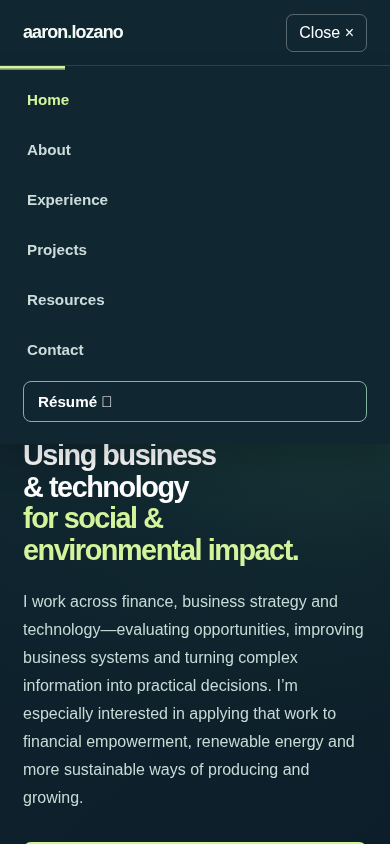 aaron.lozano
Close ×
Home
About
Experience
Projects
Resources
Contact
Résumé
Using business
& technology
for social &
environmental impact.
I work across finance, business strategy and
technology—evaluating opportunities, improving
business systems and turning complex
information into practical decisions. I’m
especially interested in applying that work to
financial empowerment, renewable energy and
more sustainable ways of producing and
growing.